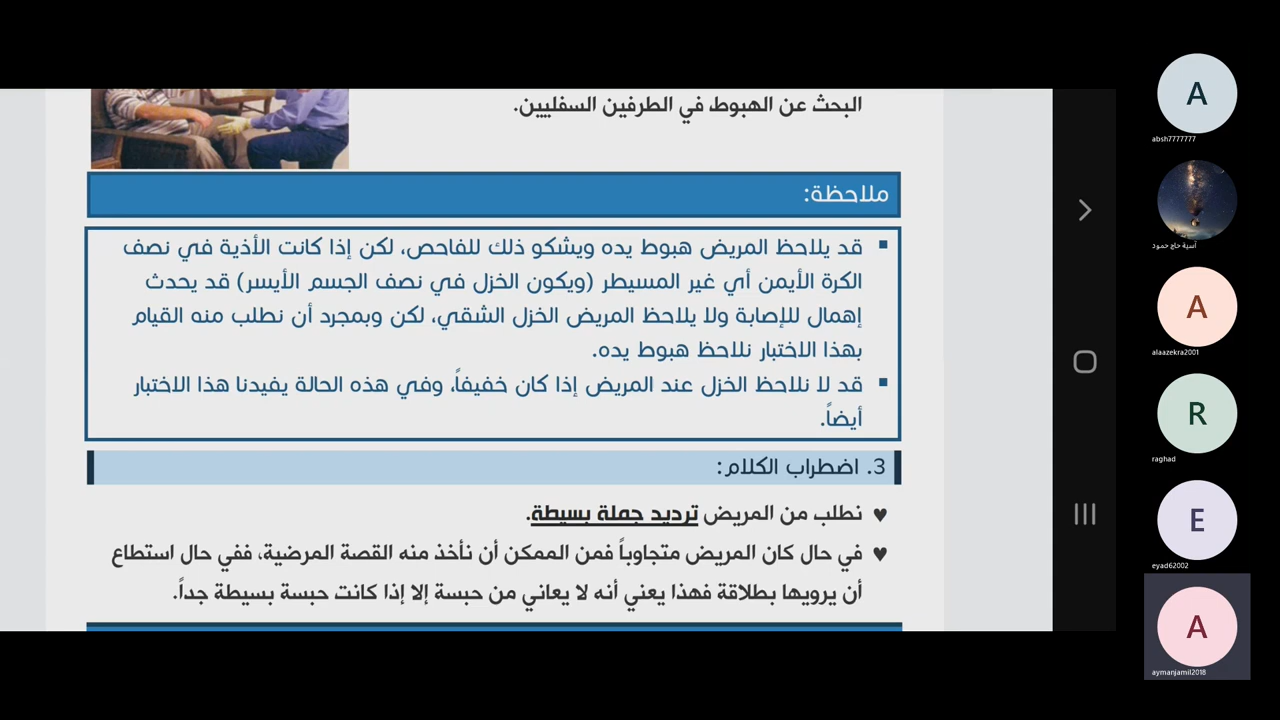 البحث عن الهبوط في الطرفين السفليين.
ملاحظة:
▪ قد يلاحظ المريض هبوط يده ويشكو ذلك للفاحص، لكن إذا كانت الأذية في نصف
الكرة الأيمن أي غير المسيطر (ويكون الخزل في نصف الجسم الأيسر) قد يحدث
إهمال للإصابة ولا يلاحظ المريض الخزل الشقي، لكن وبمجرد أن نطلب منه القيام
بهذا الاختبار نلاحظ هبوط يده.
▪ قد لا نلاحظ الخزل عند المريض إذا كان خفيفاً، وفي هذه الحالة يفيدنا هذا الاختبار
أيضاً.
3. اضطراب الكلام:
♥ نطلب من المريض ترديد جملة بسيطة.
♥ في حال كان المريض متجاوباً فمن الممكن أن نأخذ منه القصة المرضية، ففي حال استطاع
أن يرويها بطلاقة فهذا يعني أنه لا يعاني من حبسة إلا إذا كانت حبسة بسيطة جداً.
A
absh7777777
آسية حاج حمود
A
alaazekra2001
R
raghad
E
eyad62002
A
aymanjamil2018